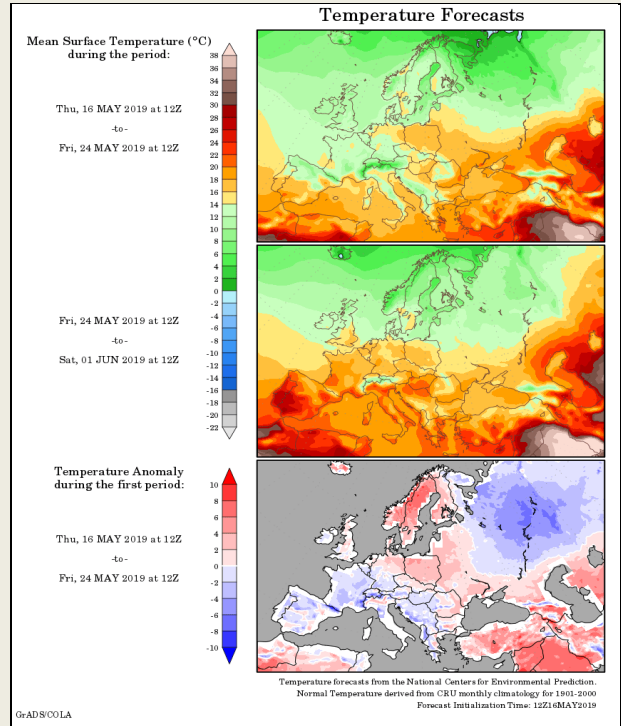 Temperature Forecasts
Mean Surface Temperature (°C)
during the period:
Thu, 16 MAY 2019 at 12Z
-to-
Fri, 24 MAY 2019 at 12Z
38
36
34
32
30
28
26
24
22
20
18
16
14
12
10
8
6
4
2
0
-2
-4
-6
-8
-10
-12
-14
-16
-18
-20
-22
Fri, 24 MAY 2019 at 12Z
-to-
Sat, 01 JUN 2019 at 12Z
Temperature Anomaly
during the first period:
Thu, 16 MAY 2019 at 12Z
-to-
Fri, 24 MAY 2019 at 12Z
10
8
6
4
2
0
-2
-4
-6
-8
-10
Temperature forecasts from the National Centers for Environmental Prediction.
Normal Temperature derived from CRU monthly climatology for 1901-2000
Forecast Initialization Time: 12Z16MAY2019
GrADS/COLA